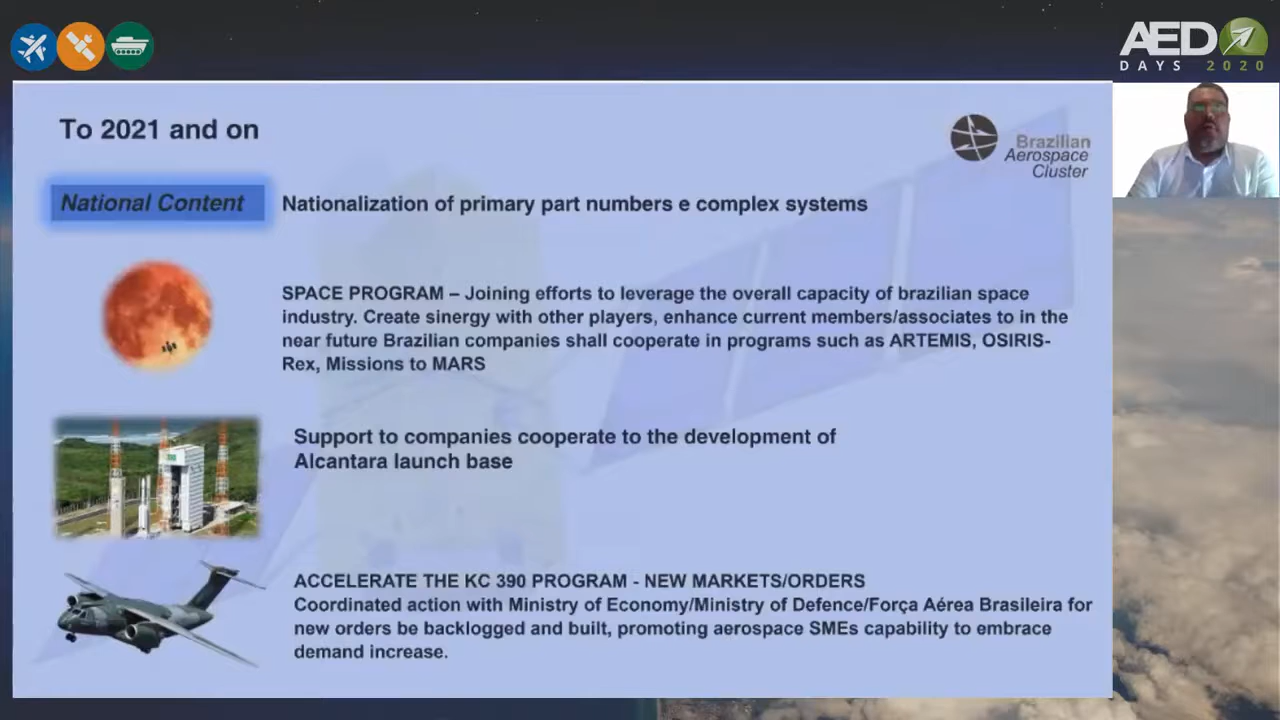 AED
DAYS 2020
To 2021 and on
Brazilian
Aerospace
Cluster
National Content
Nationalization of primary part numbers e complex systems
SPACE PROGRAM – Joining efforts to leverage the overall capacity of brazilian space
industry. Create sinergy with other players, enhance current members/associates to in the
near future Brazilian companies shall cooperate in programs such as ARTEMIS, OSIRIS-
Rex, Missions to MARS
Support to companies cooperate to the development of
Alcantara launch base
ACCELERATE THE KC 390 PROGRAM - NEW MARKETS/ORDERS
Coordinated action with Ministry of Economy/Ministry of Defence/Força Aérea Brasileira for
new orders be backlogged and built, promoting aerospace SMEs capability to embrace
demand increase.